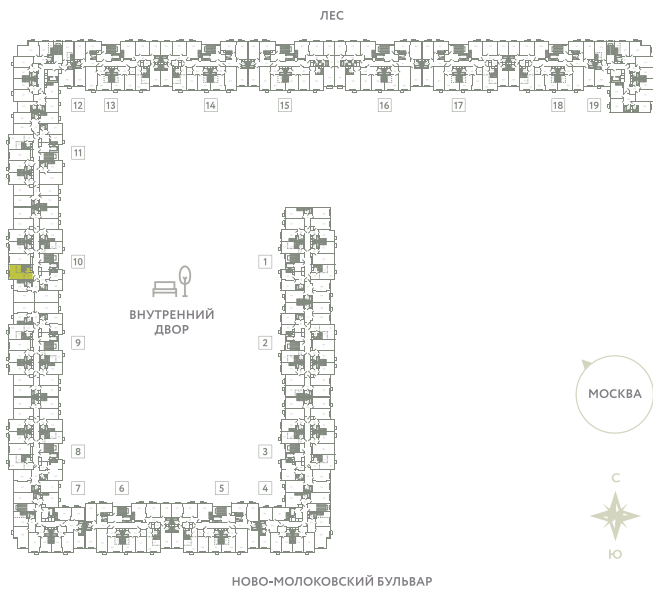 ЛЕС
12 13 14 15 16 17 18 19
11
10 1
ВНУТРЕННИЙ
ДВОР
9 2
МОСКВА
8 3
7 6 5 4
С
Ю
НОВО-МОЛОКОВСКИЙ БУЛЬВАР